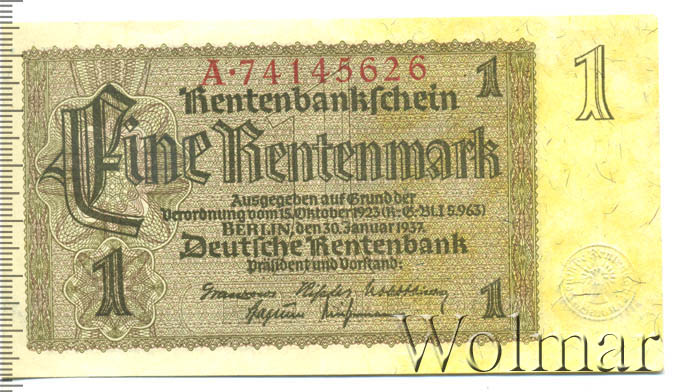 A·74145626
1
1
Rentenbankschein
Eine Rentenmark
Ausgegeben auf Grund der
Verordnung vom 15. Oktober 1923 (R.G.Bl.I S.963)
BERLIN, den 30. Januar 1937.
Deutsche Rentenbank
Präsident und Vorstand:
1
1
Wolmar